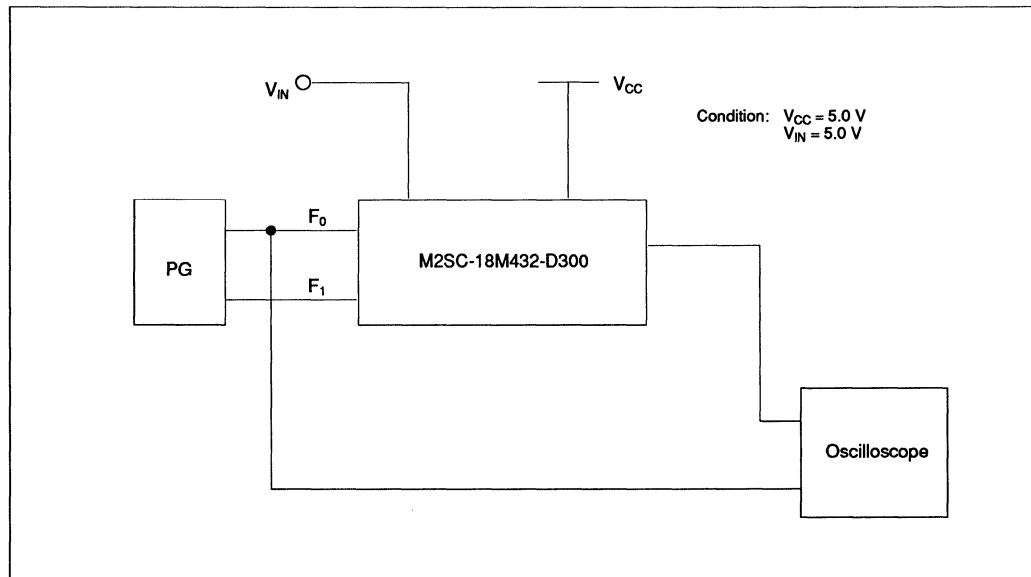 V_IN
V_CC
Condition: V_CC = 5.0 V
V_IN = 5.0 V
F_0
PG
M2SC-18M432-D300
F_1
Oscilloscope